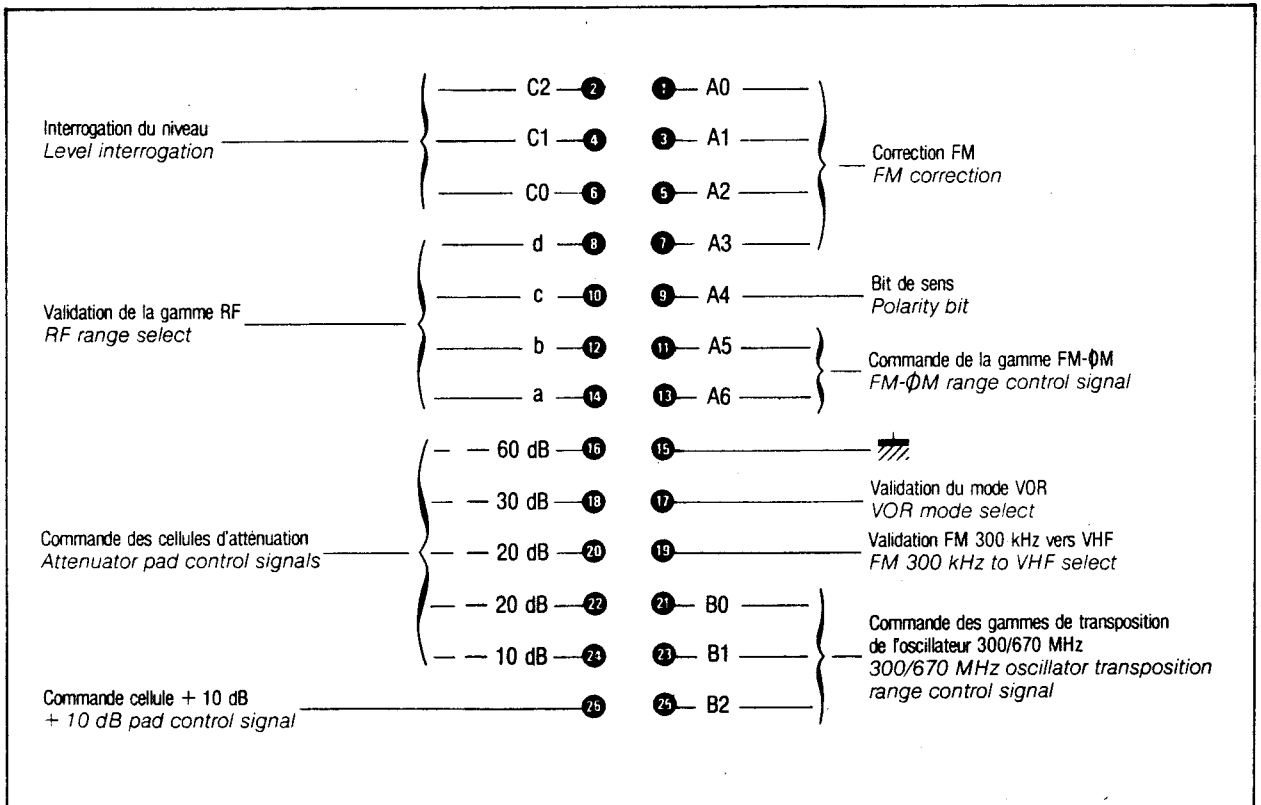 C2 2 1 A0
Interrogation du niveau
Level interrogation
C1 4 3 A1
Correction FM
FM correction
C0 6 5 A2
d 8 7 A3
c 10 9 A4
Bit de sens
Polarity bit
Validation de la gamme RF
RF range select
b 12 11 A5
Commande de la gamme FM-ΦM
FM-ΦM range control signal
a 14 13 A6
— 60 dB 16 15
— 30 dB 18 17
Validation du mode VOR
VOR mode select
Commande des cellules d'atténuation
Attenuator pad control signals
— 20 dB 20 19
Validation FM 300 kHz vers VHF
FM 300 kHz to VHF select
— 20 dB 22 21 B0
— 10 dB 24 23 B1
Commande des gammes de transposition
de l'oscillateur 300/670 MHz
300/670 MHz oscillator transposition
range control signal
Commande cellule + 10 dB
+ 10 dB pad control signal
26 25 B2